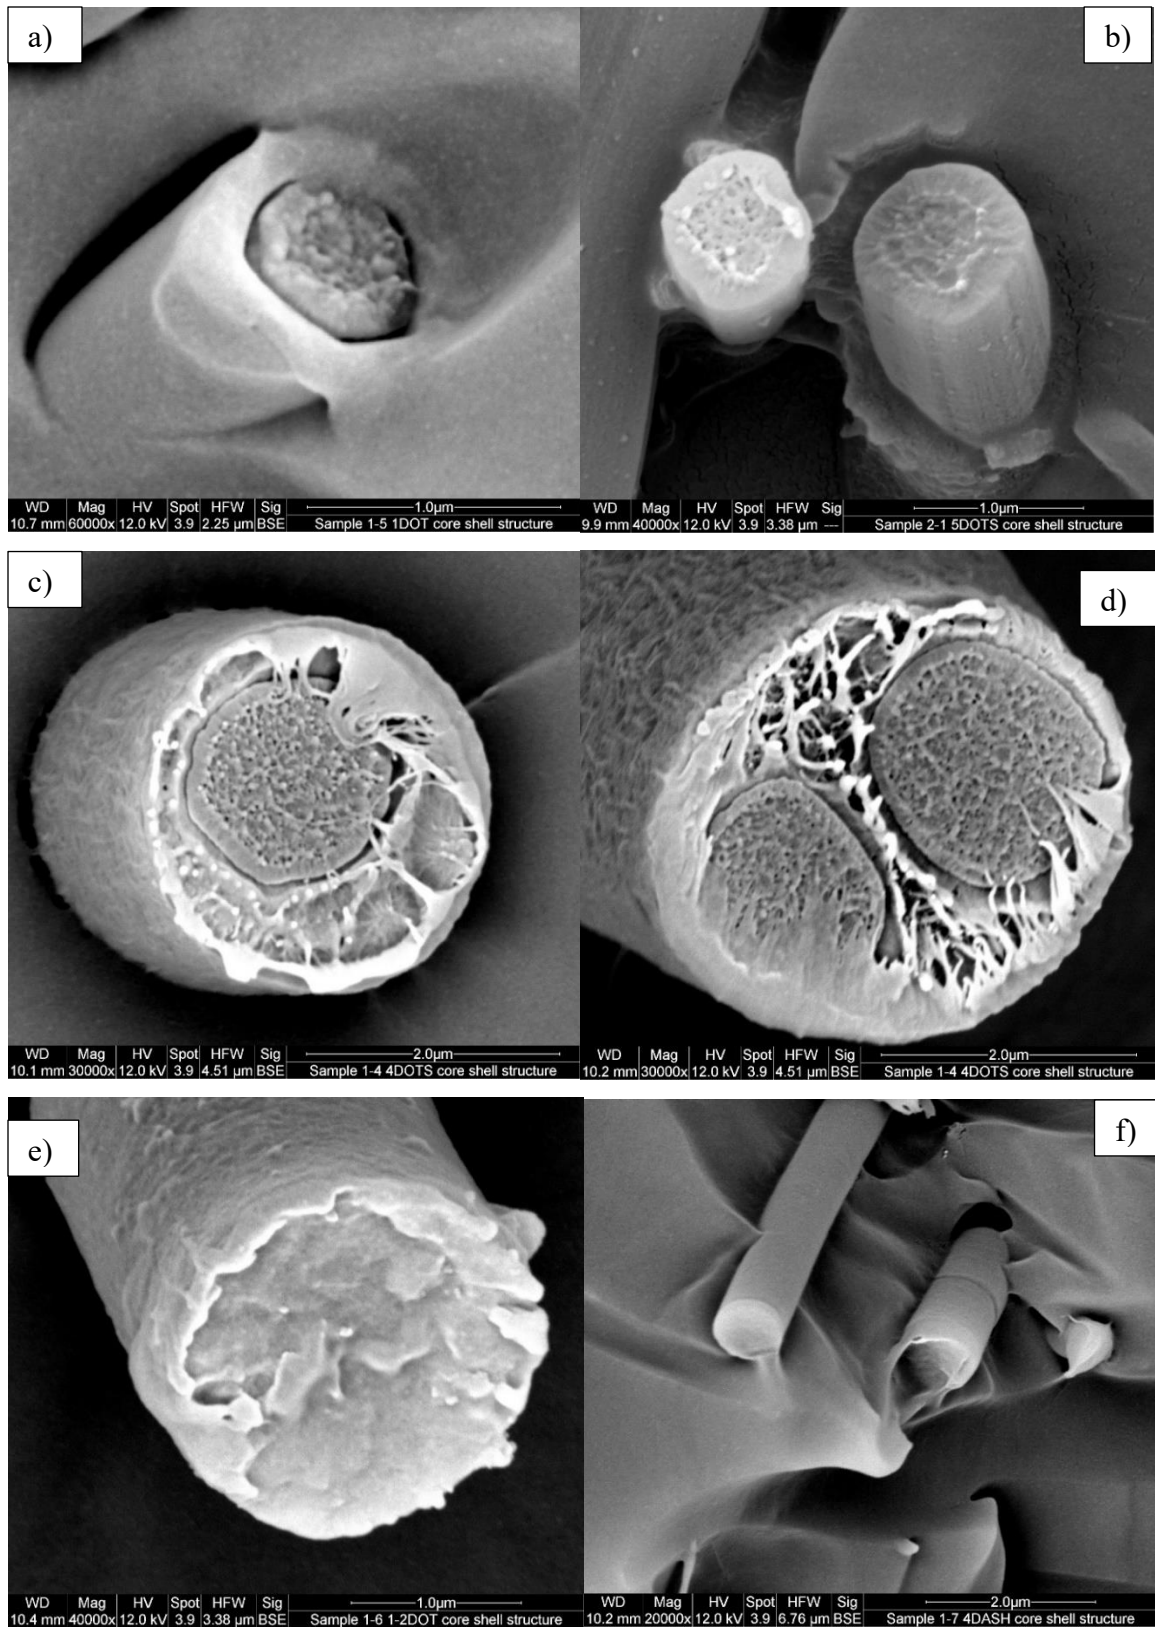 a)
b)
WD Mag HV Spot HFW Sig 1.0µm
10.7 mm 60000x 12.0 kV 3.9 2.25 µm BSE Sample 1-5 1DOT core shell structure
WD Mag HV Spot HFW Sig 1.0µm
9.9 mm 40000x 12.0 kV 3.9 3.38 µm --- Sample 2-1 5DOTS core shell structure
c)
d)
WD Mag HV Spot HFW Sig 2.0µm
10.1 mm 30000x 12.0 kV 3.9 4.51 µm BSE Sample 1-4 4DOTS core shell structure
WD Mag HV Spot HFW Sig 2.0µm
10.2 mm 30000x 12.0 kV 3.9 4.51 µm BSE Sample 1-4 4DOTS core shell structure
e)
f)
WD Mag HV Spot HFW Sig 1.0µm
10.4 mm 40000x 12.0 kV 3.9 3.38 µm BSE Sample 1-6 1-2DOT core shell structure
WD Mag HV Spot HFW Sig 2.0µm
10.2 mm 20000x 12.0 kV 3.9 6.76 µm BSE Sample 1-7 4DASH core shell structure